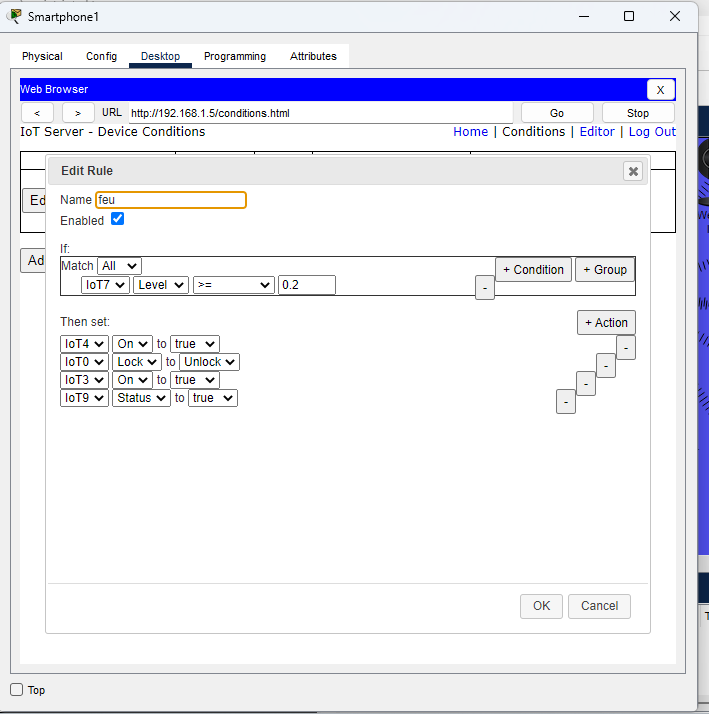 Smartphone1
Physical Config Desktop Programming Attributes
Web Browser X
< > URL http://192.168.1.5/conditions.html Go Stop
IoT Server - Device Conditions Home | Conditions | Editor | Log Out
Edit Rule
Ed
Name feu
Enabled
If:
Ad
Match All + Condition + Group
IoT7 Level >= 0.2 -
Then set: + Action
IoT4 On to true -
IoT0 Lock to Unlock -
IoT3 On to true -
IoT9 Status to true -
OK Cancel
Top